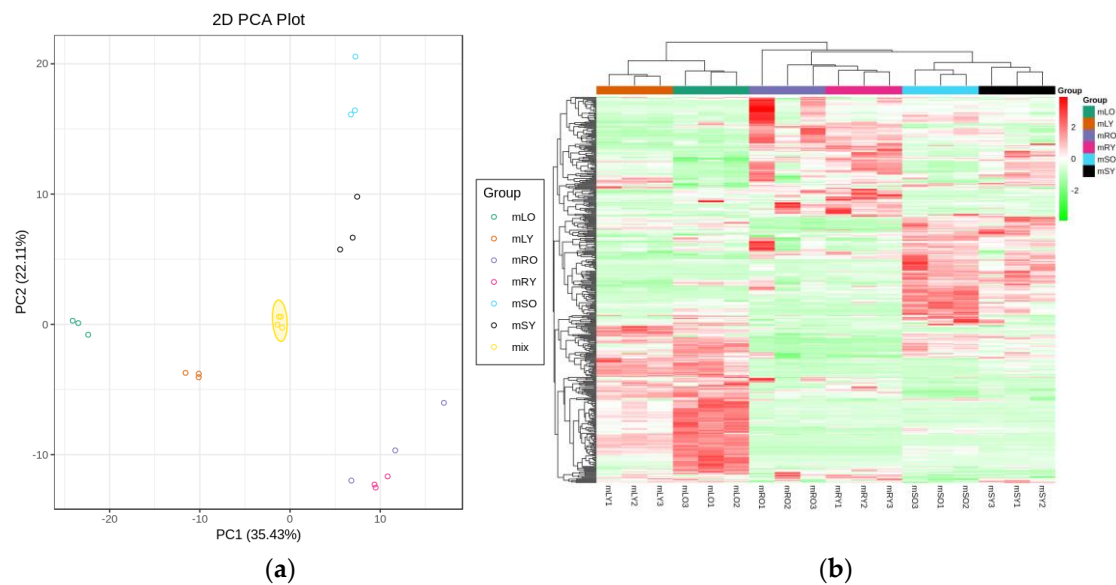 2D PCA Plot
20
10
0
-10
PC2 (22.11%)
-20
-10
0
10
PC1 (35.43%)
Group
mLO
mLY
mRO
mRY
mSO
mSY
mix
(a)
Group
2
0
-2
Group
mLO
mLY
mRO
mRY
mSO
mSY
mLY1
mLY2
mLY3
mLO3
mLO1
mLO2
mRO1
mRO2
mRO3
mRY1
mRY2
mRY3
mSO3
mSO1
mSO2
mSY3
mSY1
mSY2
(b)